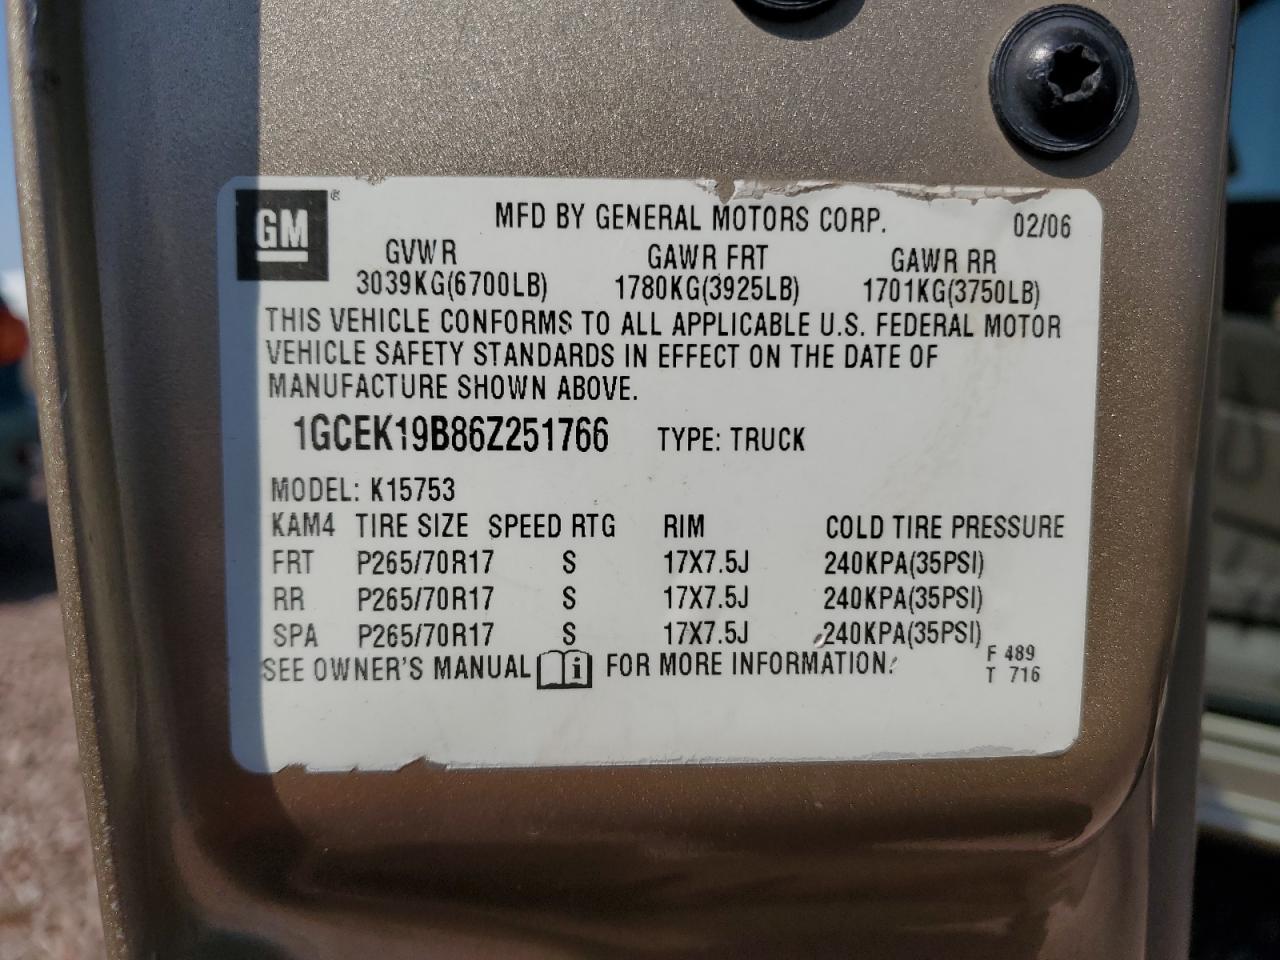 GM ® MFD BY GENERAL MOTORS CORP. 02/06
GVWR GAWR FRT GAWR RR
3039KG(6700LB) 1780KG(3925LB) 1701KG(3750LB)
THIS VEHICLE CONFORMS TO ALL APPLICABLE U.S. FEDERAL MOTOR
VEHICLE SAFETY STANDARDS IN EFFECT ON THE DATE OF
MANUFACTURE SHOWN ABOVE.
1GCEK19B86Z251766 TYPE: TRUCK
MODEL: K15753
KAM4 TIRE SIZE SPEED RTG RIM COLD TIRE PRESSURE
FRT P265/70R17 S 17X7.5J 240KPA(35PSI)
RR P265/70R17 S 17X7.5J 240KPA(35PSI)
SPA P265/70R17 S 17X7.5J 240KPA(35PSI)
SEE OWNER'S MANUAL i FOR MORE INFORMATION. F 489
T 716